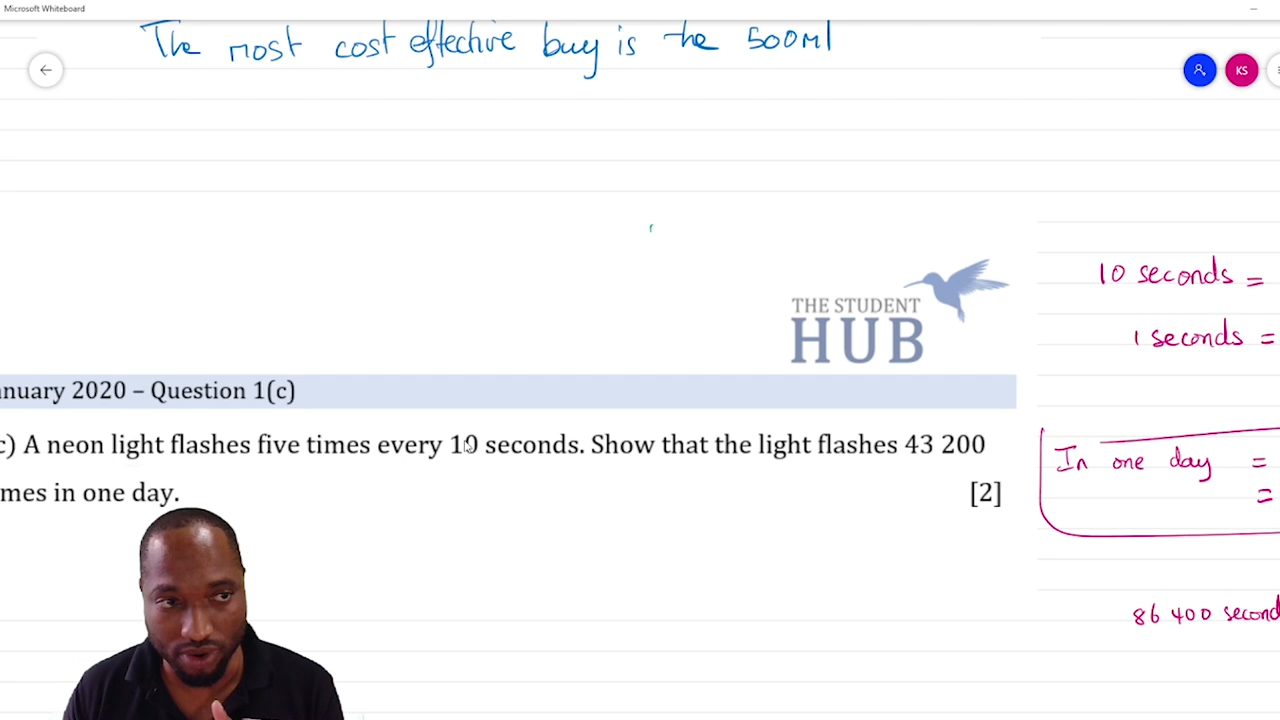 Microsoft Whiteboard
The most cost effective buy is the 500ml
KS
THE STUDENT
HUB
10 seconds =
1 seconds =
nuary 2020 – Question 1(c)
c) A neon light flashes five times every 10 seconds. Show that the light flashes 43 200
mes in one day. [2]
In one day =
=
86 400 second